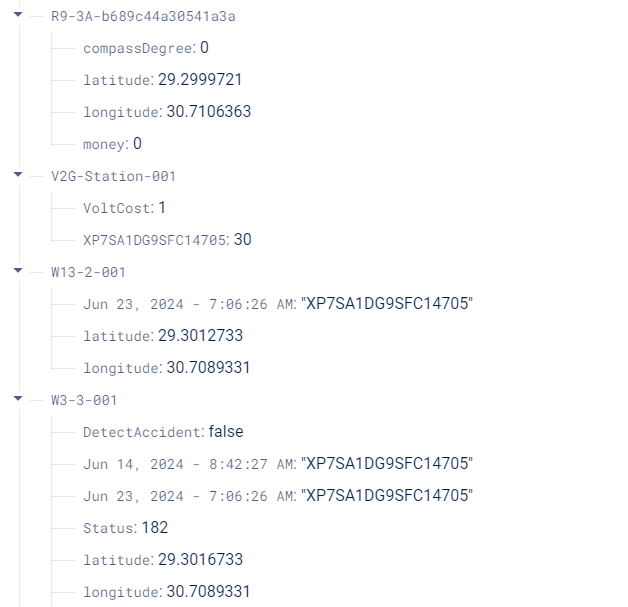 R9-3A-b689c44a30541a3a
compassDegree: 0
latitude: 29.2999721
longitude: 30.7106363
money: 0
V2G-Station-001
VoltCost: 1
XP7SA1DG9SFC14705: 30
W13-2-001
Jun 23, 2024 - 7:06:26 AM: "XP7SA1DG9SFC14705"
latitude: 29.3012733
longitude: 30.7089331
W3-3-001
DetectAccident: false
Jun 14, 2024 - 8:42:27 AM: "XP7SA1DG9SFC14705"
Jun 23, 2024 - 7:06:26 AM: "XP7SA1DG9SFC14705"
Status: 182
latitude: 29.3016733
longitude: 30.7089331